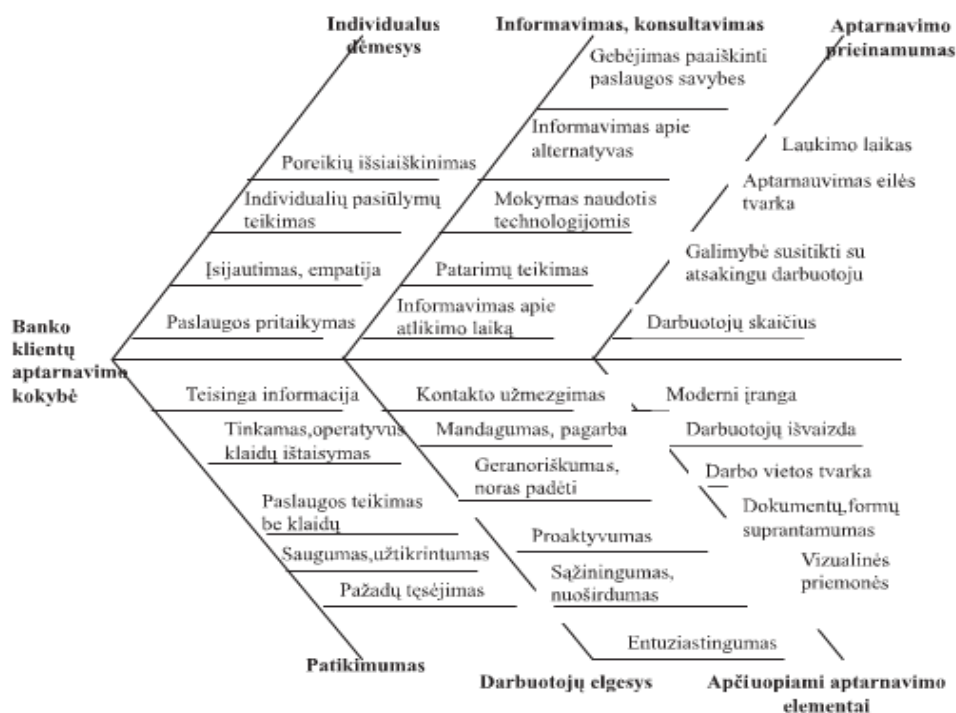 Individualus
dėmesys
Poreikių išsiaiškinimas
Individualių pasiūlymų
teikimas
Įsijautimas, empatija
Paslaugos pritaikymas
Informavimas, konsultavimas
Gebėjimas paaiškinti
paslaugos savybes
Informavimas apie
alternatyvas
Mokymas naudotis
technologijomis
Patarimų teikimas
Informavimas apie
atlikimo laiką
Aptarnavimo
prieinamumas
Laukimo laikas
Aptarnauvimas eilės
tvarka
Galimybė susitikti su
atsakingu darbuotoju
Darbuotojų skaičius
Banko
klientų
aptarnavimo
kokybė
Teisinga informacija
Tinkamas,operatyvus
klaidų ištaisymas
Paslaugos teikimas
be klaidų
Saugumas,užtikrintumas
Pažadų tęsėjimas
Patikimumas
Kontakto užmezgimas
Mandagumas, pagarba
Geranoriškumas,
noras padėti
Proaktyvumas
Sąžiningumas,
nuoširdumas
Entuziastingumas
Darbuotojų elgesys
Moderni įranga
Darbuotojų išvaizda
Darbo vietos tvarka
Dokumentų,formų
suprantamumas
Vizualinės
priemonės
Apčiuopiami aptarnavimo
elementai